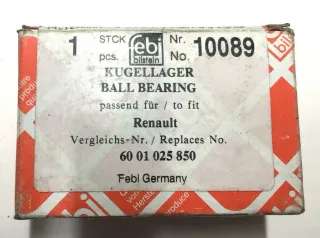 1 STCK febi Nr. 10089
pcs. bilstein No.
KUGELLAGER
BALL BEARING
passend für / to fit
Renault
Vergleichs-Nr. / Replaces No.
60 01 025 850
Febi Germany